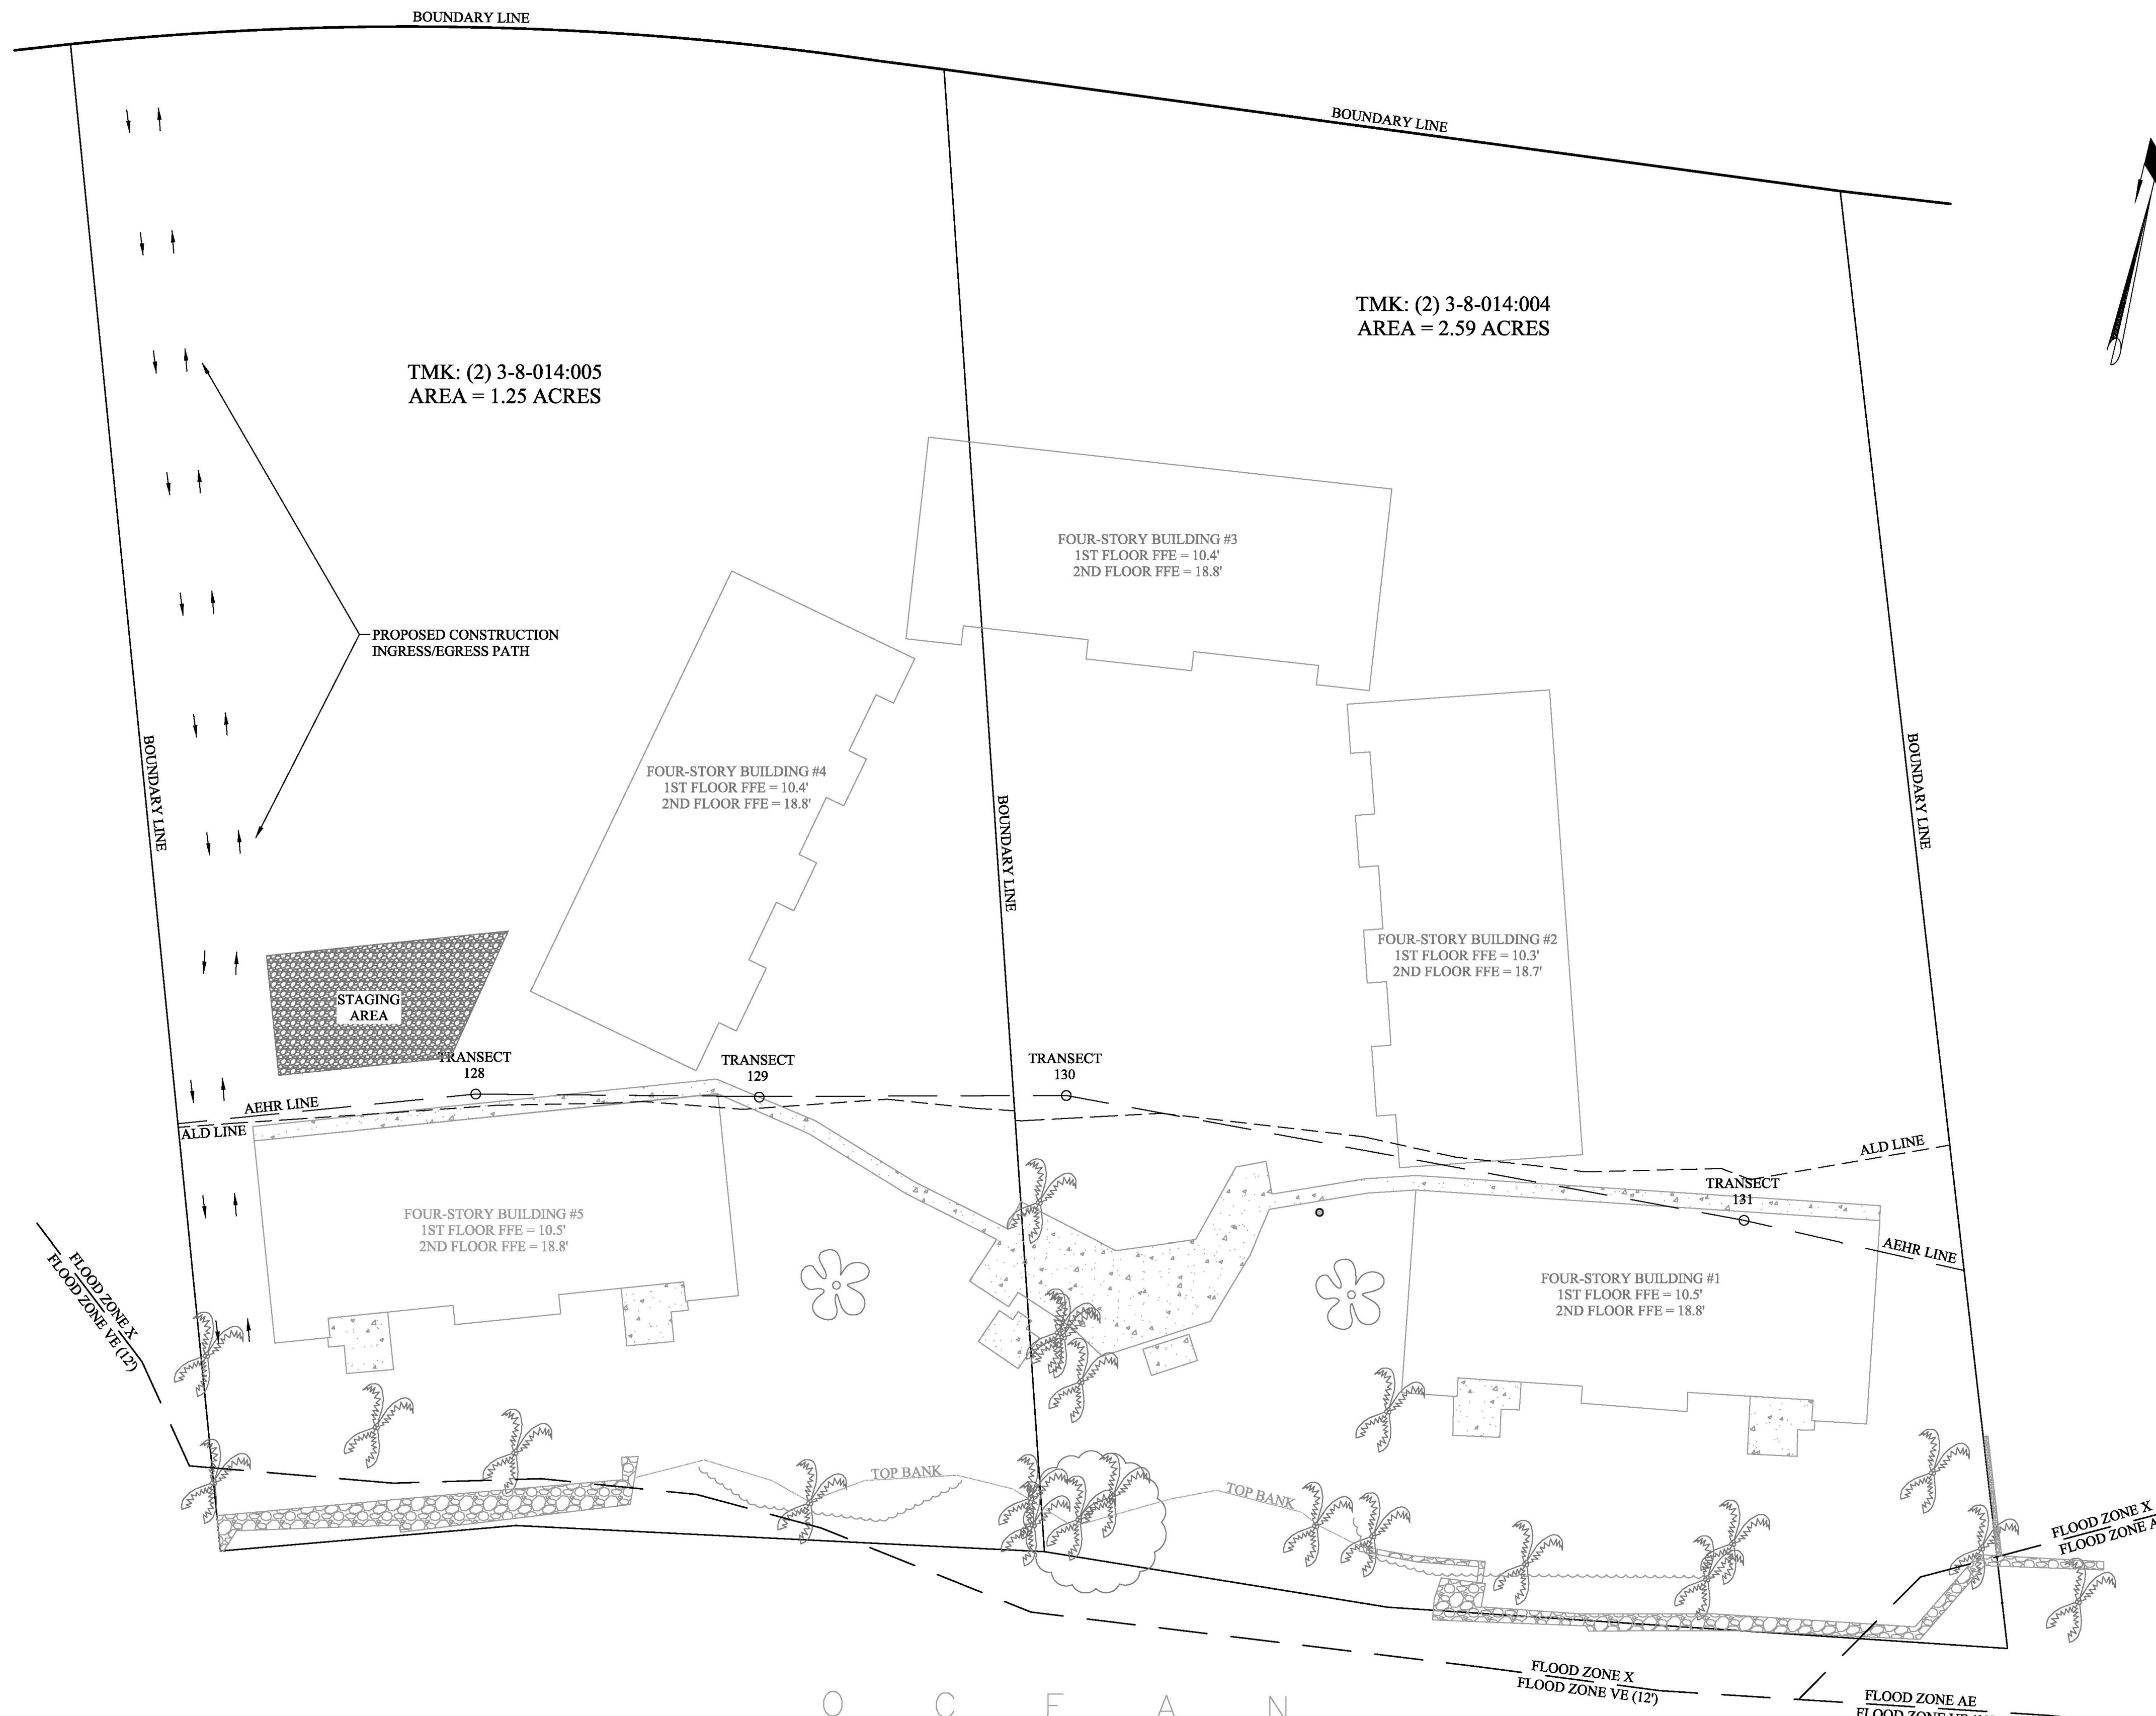 BOUNDARY LINE
BOUNDARY LINE
TMK: (2) 3-8-014:004
AREA = 2.59 ACRES
TMK: (2) 3-8-014:005
AREA = 1.25 ACRES
FOUR-STORY BUILDING #3
1ST FLOOR FFE = 10.4'
2ND FLOOR FFE = 18.8'
PROPOSED CONSTRUCTION
INGRESS/EGRESS PATH
BOUNDARY LINE
FOUR-STORY BUILDING #4
1ST FLOOR FFE = 10.4'
2ND FLOOR FFE = 18.8'
BOUNDARY LINE
BOUNDARY LINE
FOUR-STORY BUILDING #2
1ST FLOOR FFE = 10.3'
2ND FLOOR FFE = 18.7'
STAGING
AREA
TRANSECT
128
TRANSECT
129
TRANSECT
130
AEHR LINE
ALD LINE
ALD LINE
TRANSECT
131
AEHR LINE
FOUR-STORY BUILDING #5
1ST FLOOR FFE = 10.5'
2ND FLOOR FFE = 18.8'
FOUR-STORY BUILDING #1
1ST FLOOR FFE = 10.5'
2ND FLOOR FFE = 18.8'
FLOOD ZONE X
FLOOD ZONE VE (12')
TOP BANK
TOP BANK
FLOOD ZONE X
FLOOD ZONE
FLOOD ZONE X
FLOOD ZONE VE (12')
FLOOD ZONE AE
FLOOD ZONE VE
OCEAN